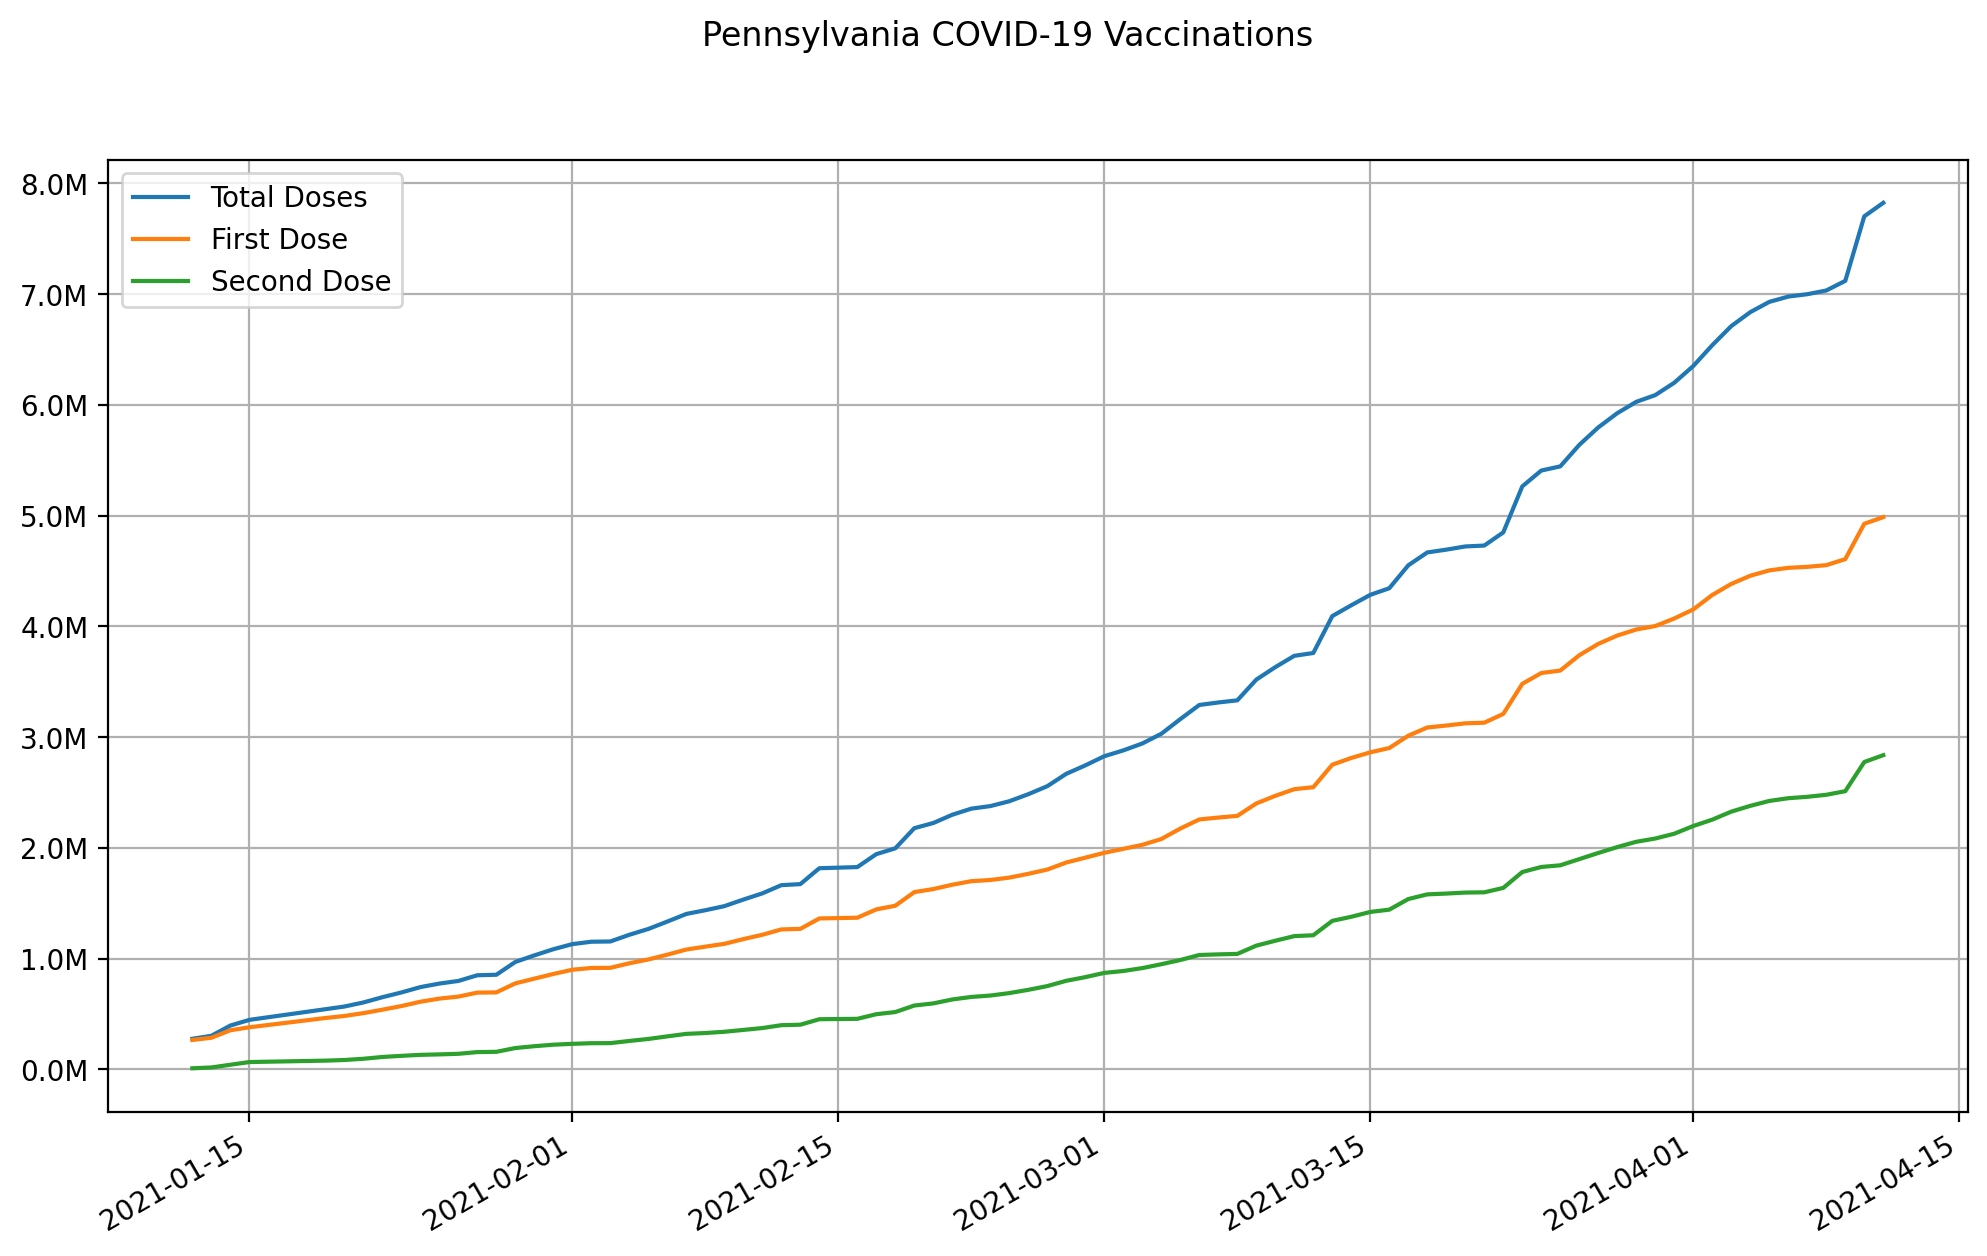 Pennsylvania COVID-19 Vaccinations
8.0M
7.0M
6.0M
5.0M
4.0M
3.0M
2.0M
1.0M
0.0M
Total Doses
First Dose
Second Dose
2021-01-15
2021-02-01
2021-02-15
2021-03-01
2021-03-15
2021-04-01
2021-04-15